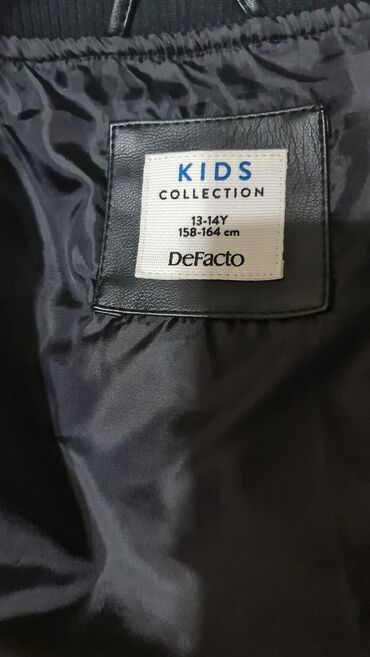 KIDS
COLLECTION
13-14Y
158-164 cm
DeFacto